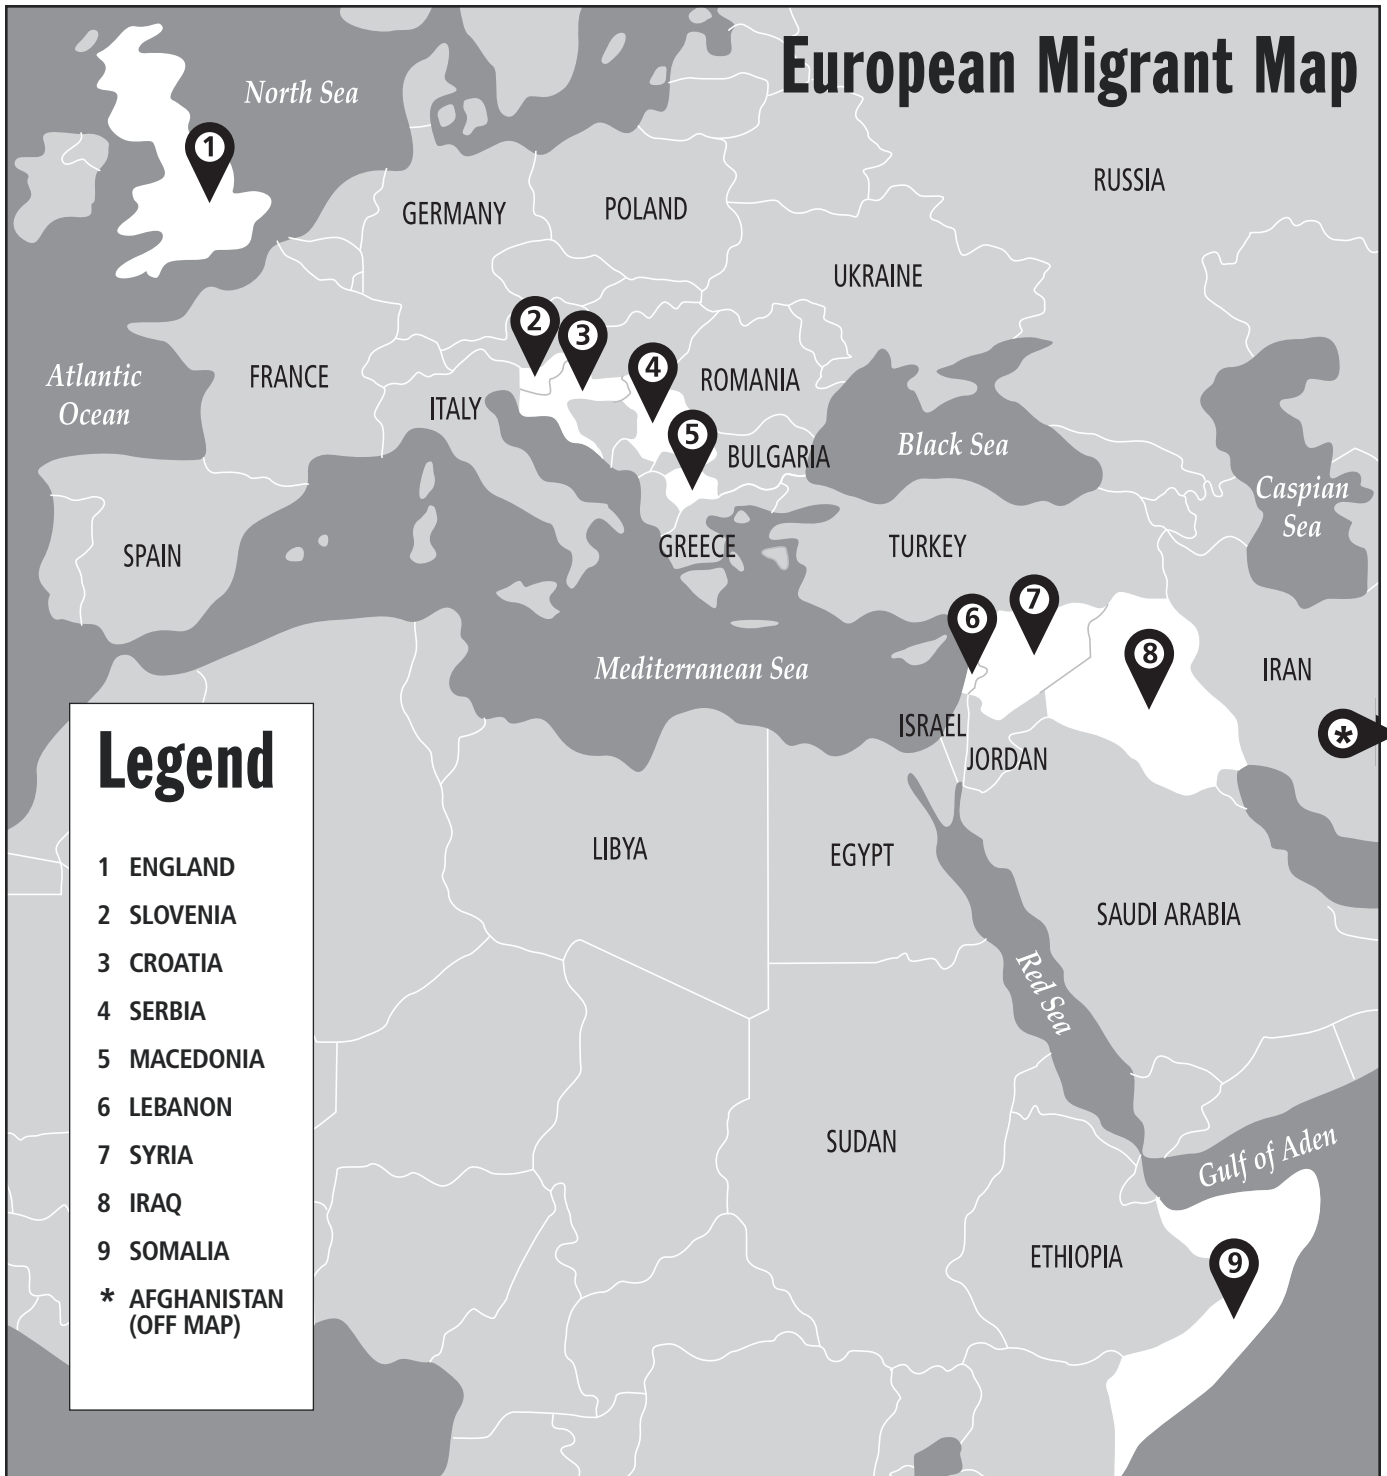 European Migrant Map
North Sea
1
RUSSIA
GERMANY
POLAND
UKRAINE
2
3
4
Atlantic
Ocean
FRANCE
ITALY
ROMANIA
5
BULGARIA
Black Sea
Caspian
Sea
SPAIN
GREECE
TURKEY
6
7
8
Mediterranean Sea
IRAN
ISRAEL
JORDAN
*
LIBYA
EGYPT
SAUDI ARABIA
Red Sea
SUDAN
Gulf of Aden
ETHIOPIA
9
Legend
1 ENGLAND
2 SLOVENIA
3 CROATIA
4 SERBIA
5 MACEDONIA
6 LEBANON
7 SYRIA
8 IRAQ
9 SOMALIA
* AFGHANISTAN
(OFF MAP)